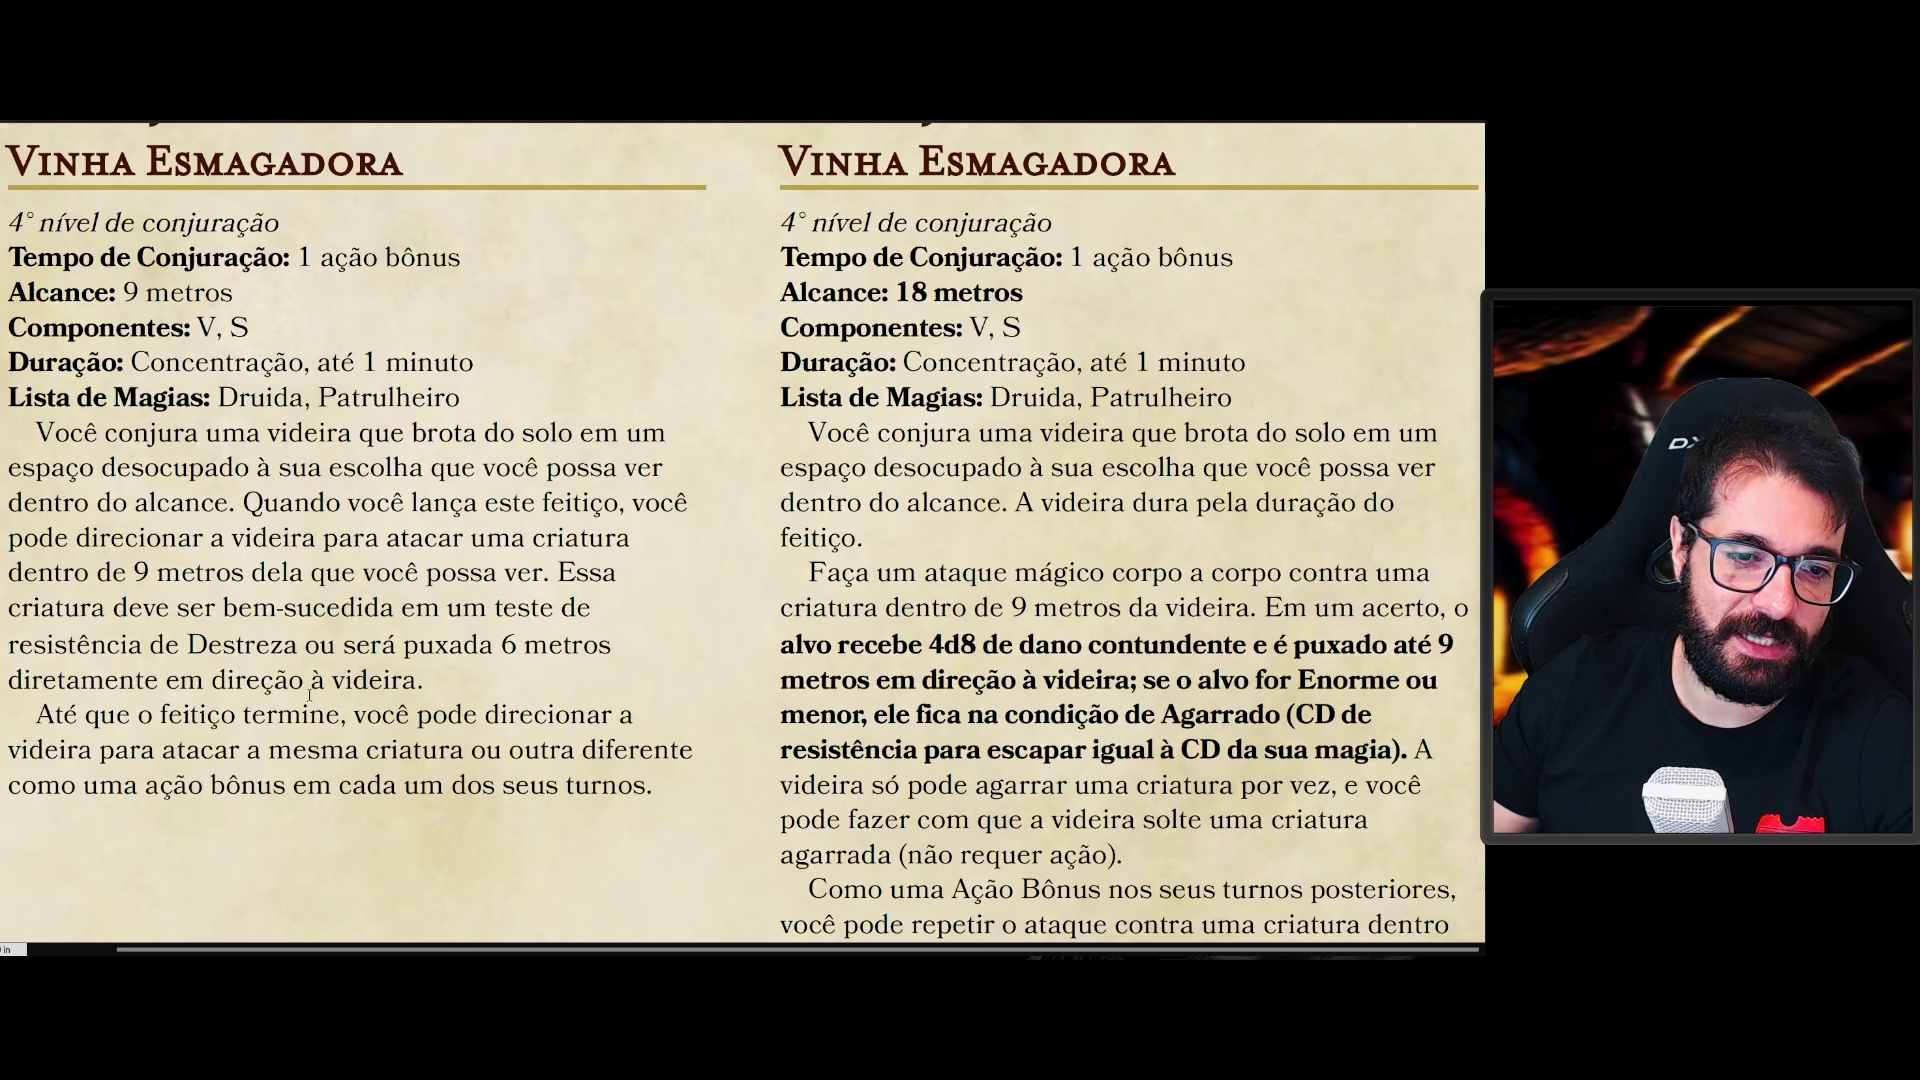 VINHA ESMAGADORA
4° nível de conjuração
Tempo de Conjuração: 1 ação bônus
Alcance: 9 metros
Componentes: V, S
Duração: Concentração, até 1 minuto
Lista de Magias: Druida, Patrulheiro
Você conjura uma videira que brota do solo em um
espaço desocupado à sua escolha que você possa ver
dentro do alcance. Quando você lança este feitiço, você
pode direcionar a videira para atacar uma criatura
dentro de 9 metros dela que você possa ver. Essa
criatura deve ser bem-sucedida em um teste de
resistência de Destreza ou será puxada 6 metros
diretamente em direção à videira.
Até que o feitiço termine, você pode direcionar a
videira para atacar a mesma criatura ou outra diferente
como uma ação bônus em cada um dos seus turnos.
VINHA ESMAGADORA
4° nível de conjuração
Tempo de Conjuração: 1 ação bônus
Alcance: 18 metros
Componentes: V, S
Duração: Concentração, até 1 minuto
Lista de Magias: Druida, Patrulheiro
Você conjura uma videira que brota do solo em um
espaço desocupado à sua escolha que você possa ver
dentro do alcance. A videira dura pela duração do
feitiço.
Faça um ataque mágico corpo a corpo contra uma
criatura dentro de 9 metros da videira. Em um acerto, o
alvo recebe 4d8 de dano contundente e é puxado até 9
metros em direção à videira; se o alvo for Enorme ou
menor, ele fica na condição de Agarrado (CD de
resistência para escapar igual à CD da sua magia). A
videira só pode agarrar uma criatura por vez, e você
pode fazer com que a videira solte uma criatura
agarrada (não requer ação).
Como uma Ação Bônus nos seus turnos posteriores,
você pode repetir o ataque contra uma criatura dentro
in